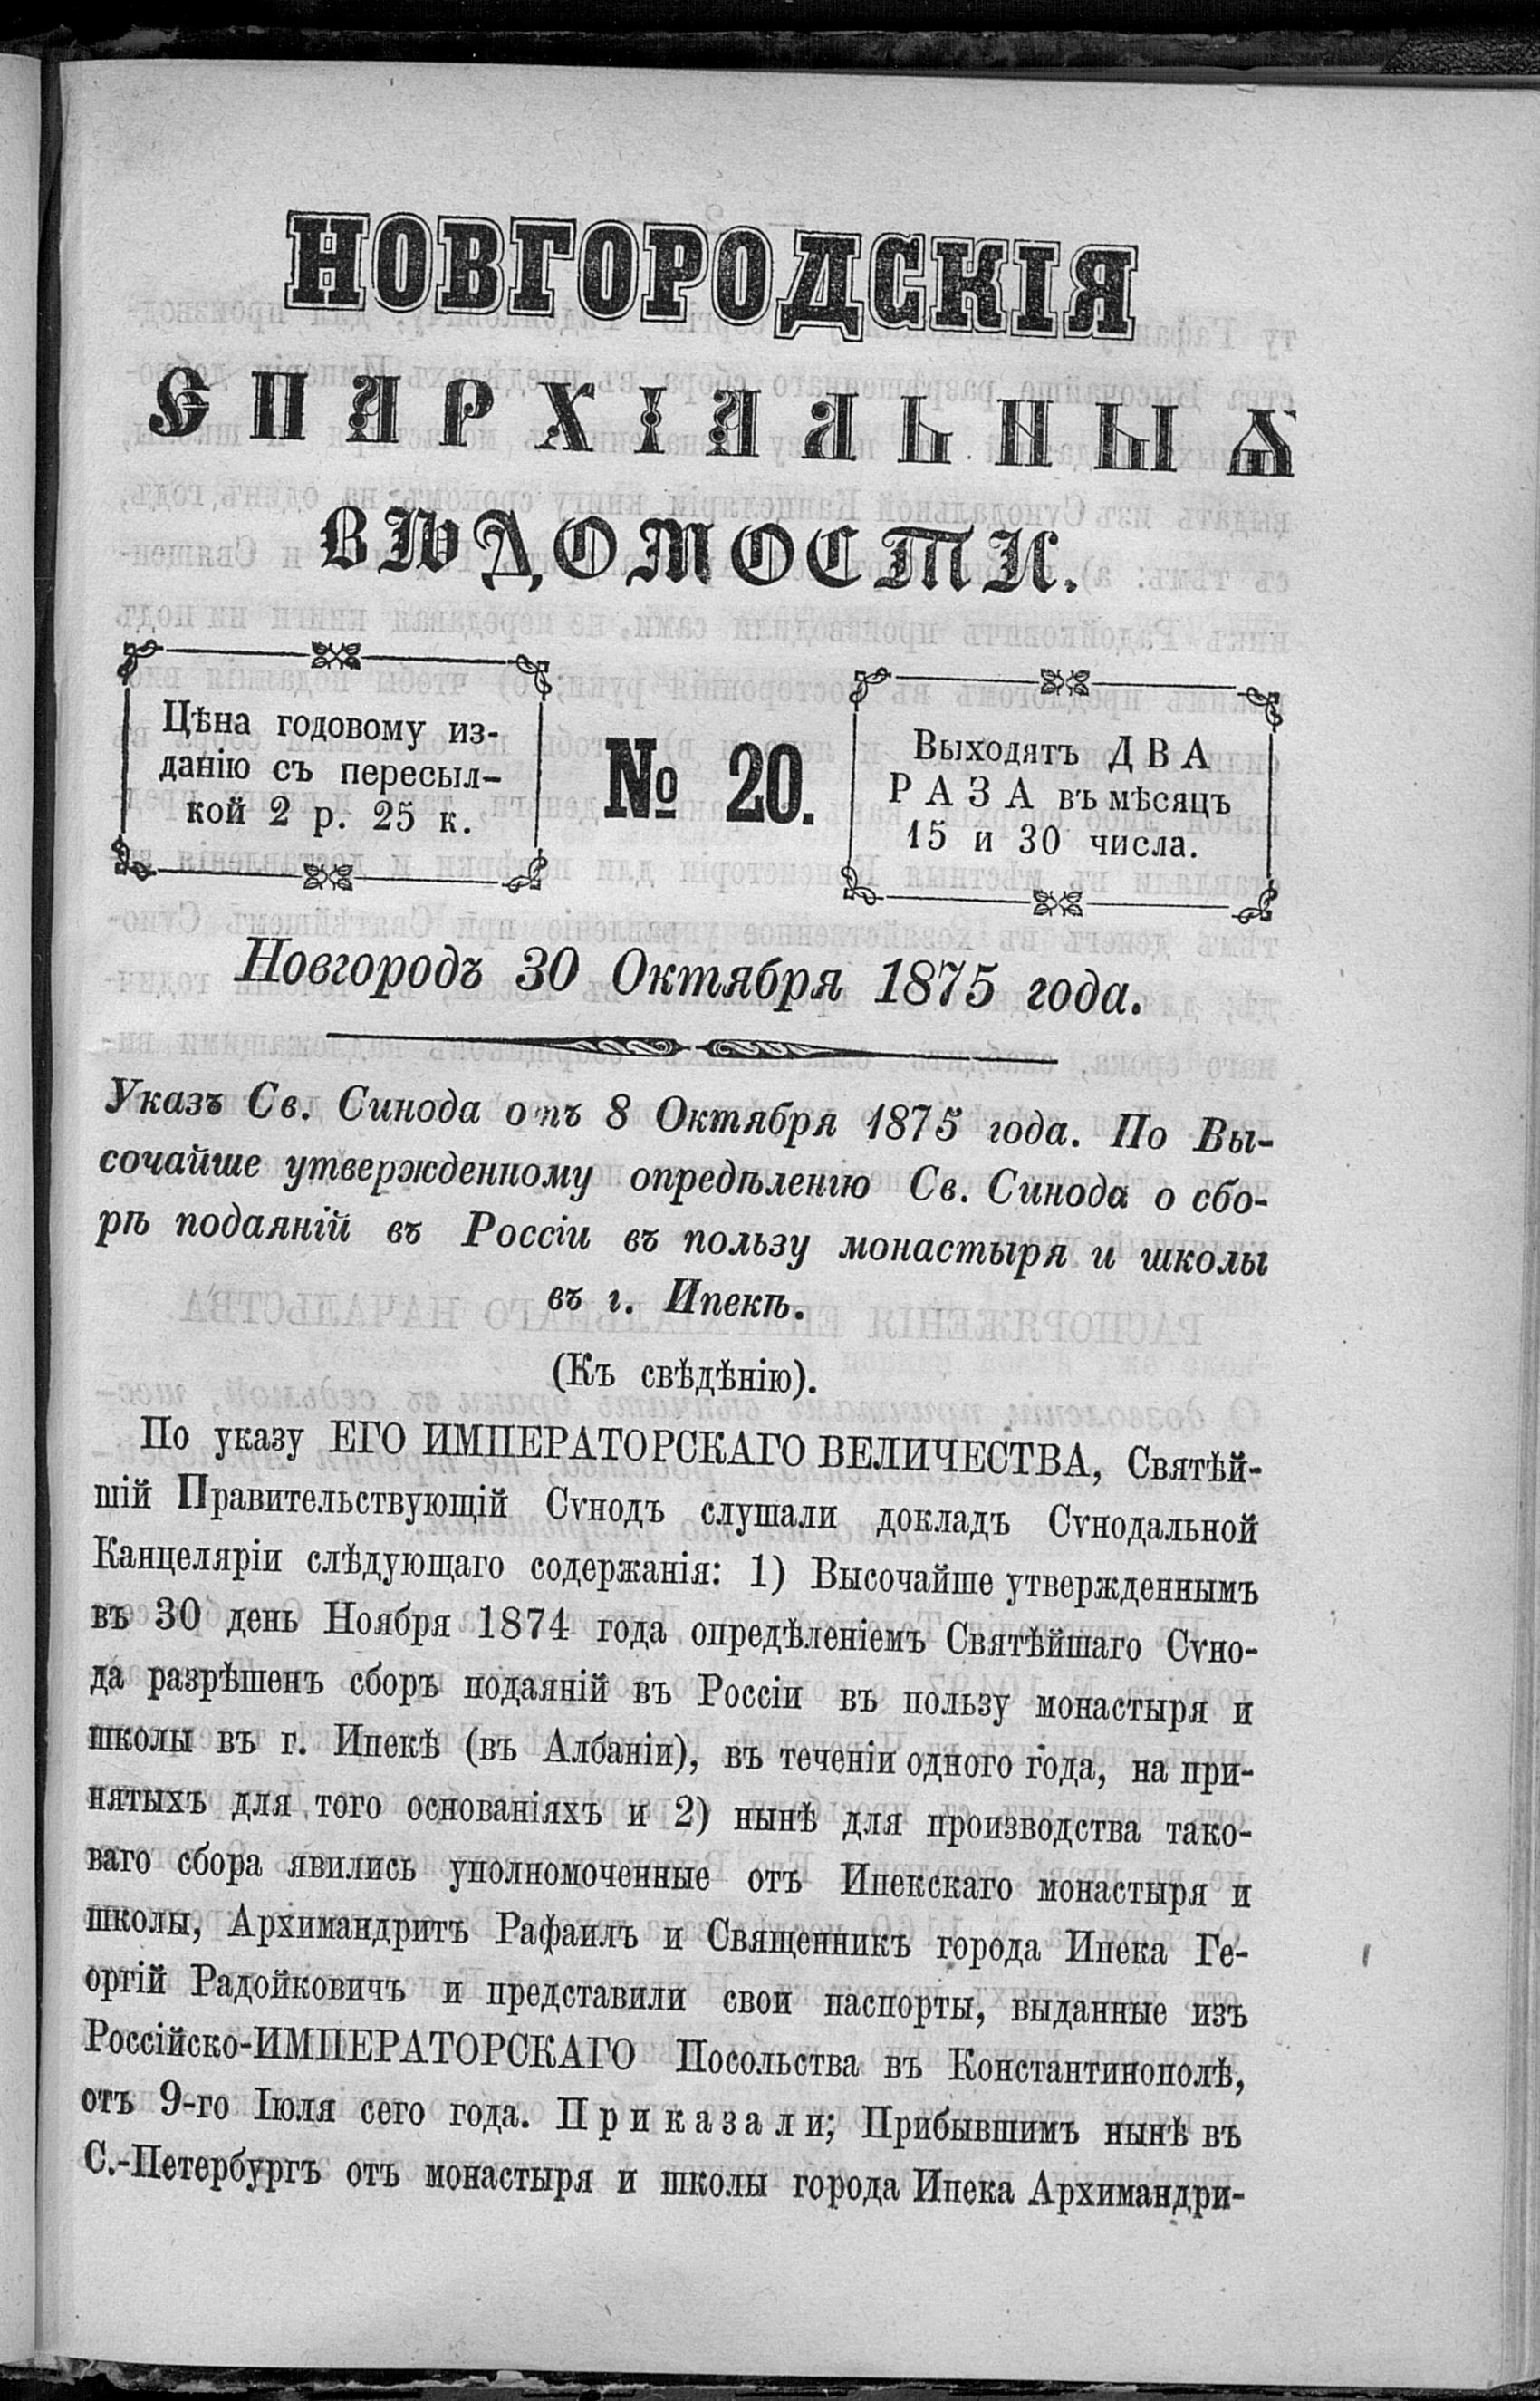 НОВГОРОДСКІЯ
ЄПАРХІАЛЬНЫѦ
ВѢДОМОСТИ.
Цѣна годовому из-
данію съ пересыл-
кой 2 р. 25 к.
№ 20.
Выходятъ ДВА
РАЗА въ мѣсяцъ
15 и 30 числа.
Новгородъ 30 Октября 1875 года.
Указъ Св. Синода отъ 8 Октября 1875 года. По Вы-
сочайше утвержденному опредѣленію Св. Синода о сбо-
рѣ подаяній въ Россіи въ пользу монастыря и школы
въ г. Ипекѣ.
(Къ свѣдѣнію).
По указу ЕГО ИМПЕРАТОРСКАГО ВЕЛИЧЕСТВА, Святѣй-
шій Правительствующій Сѵнодъ слушали докладъ Сѵнодальной
Канцеляріи слѣдующаго содержанія: 1) Высочайше утвержденнымъ
въ 30 день Ноября 1874 года опредѣленіемъ Святѣйшаго Сѵно-
да разрѣшенъ сборъ подаяній въ Россіи въ пользу монастыря и
школы въ г. Ипекѣ (въ Албаніи), въ теченіи одного года, на при-
нятыхъ для того основаніяхъ и 2) нынѣ для производства тако-
ваго сбора явились уполномоченные отъ Ипекскаго монастыря и
школы, Архимандритъ Рафаилъ и Священникъ города Ипека Ге-
оргій Радойковичъ и представили свои паспорты, выданные изъ
Россійско-ИМПЕРАТОРСКАГО Посольства въ Константинополѣ,
отъ 9-го Іюля сего года. Приказали; Прибывшимъ нынѣ въ
С.-Петербургъ отъ монастыря и школы города Ипека Архимандри-